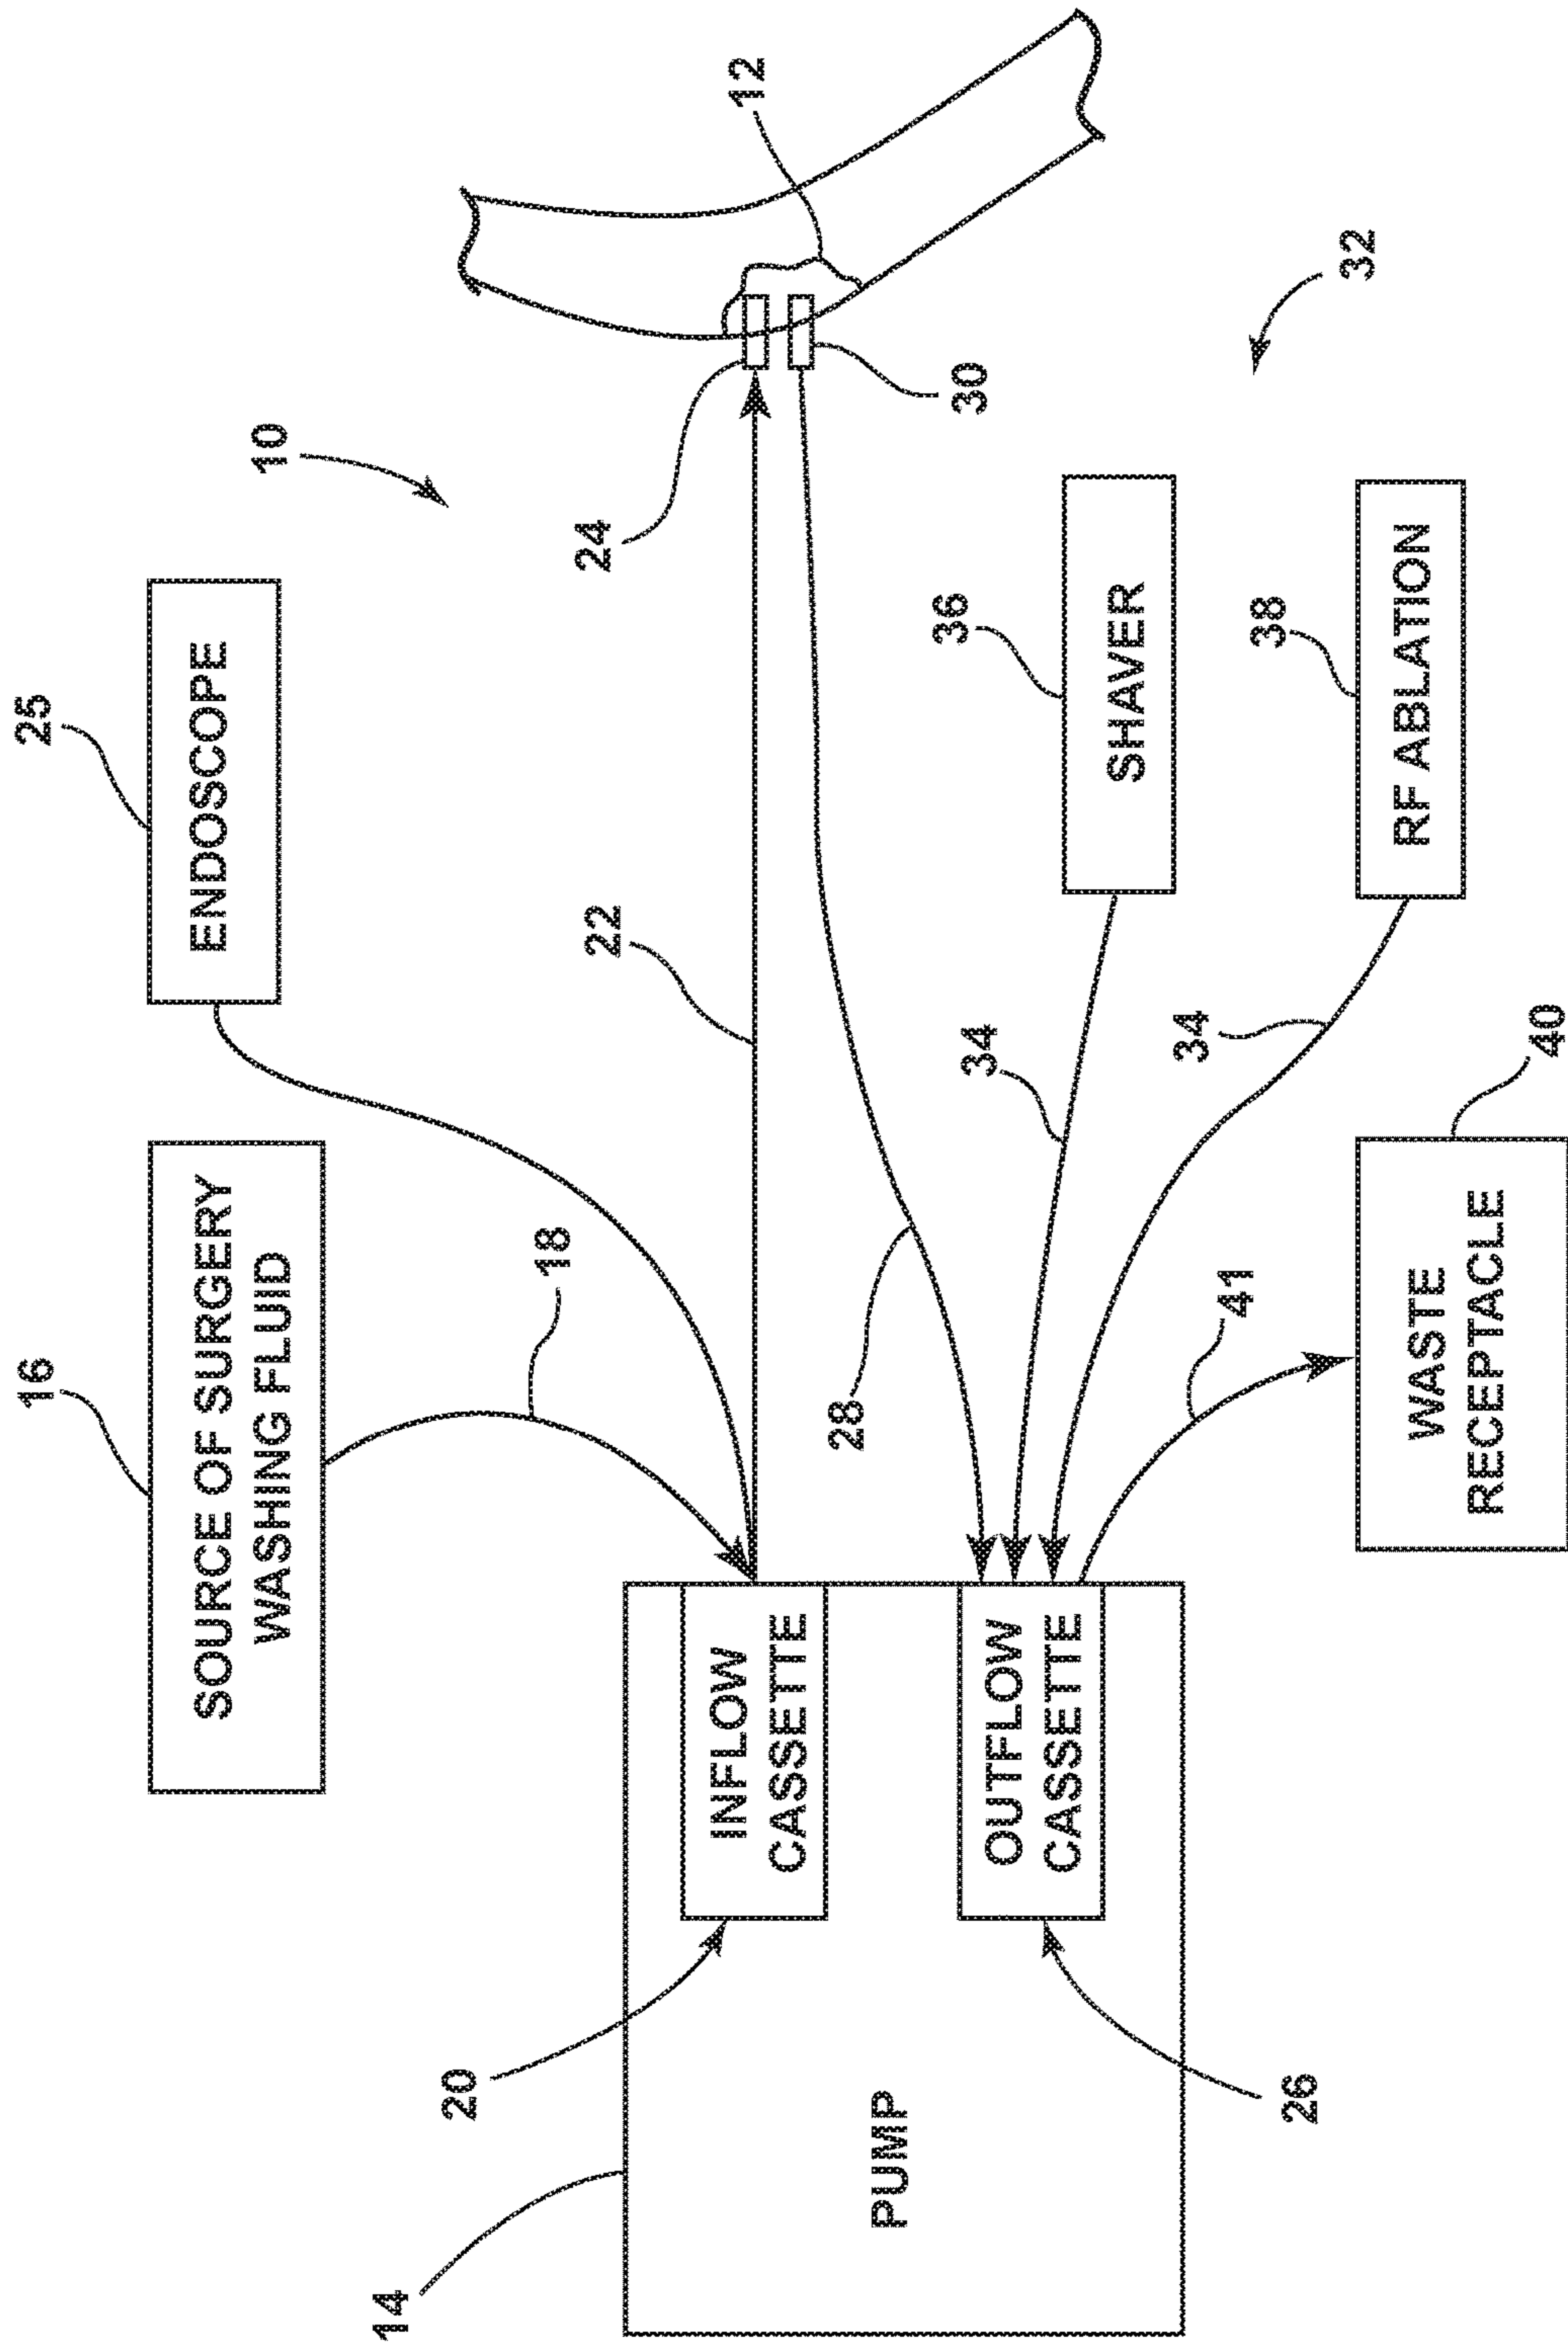 25
ENDOSCOPE
16
SOURCE OF SURGERY
WASHING FLUID
10
12
18
22
24
20
INFLOW
CASSETTE
14
PUMP
30
28
36
SHAVER
32
34
OUTFLOW
CASSETTE
26
38
RF ABLATION
34
41
40
WASTE
RECEPTACLE